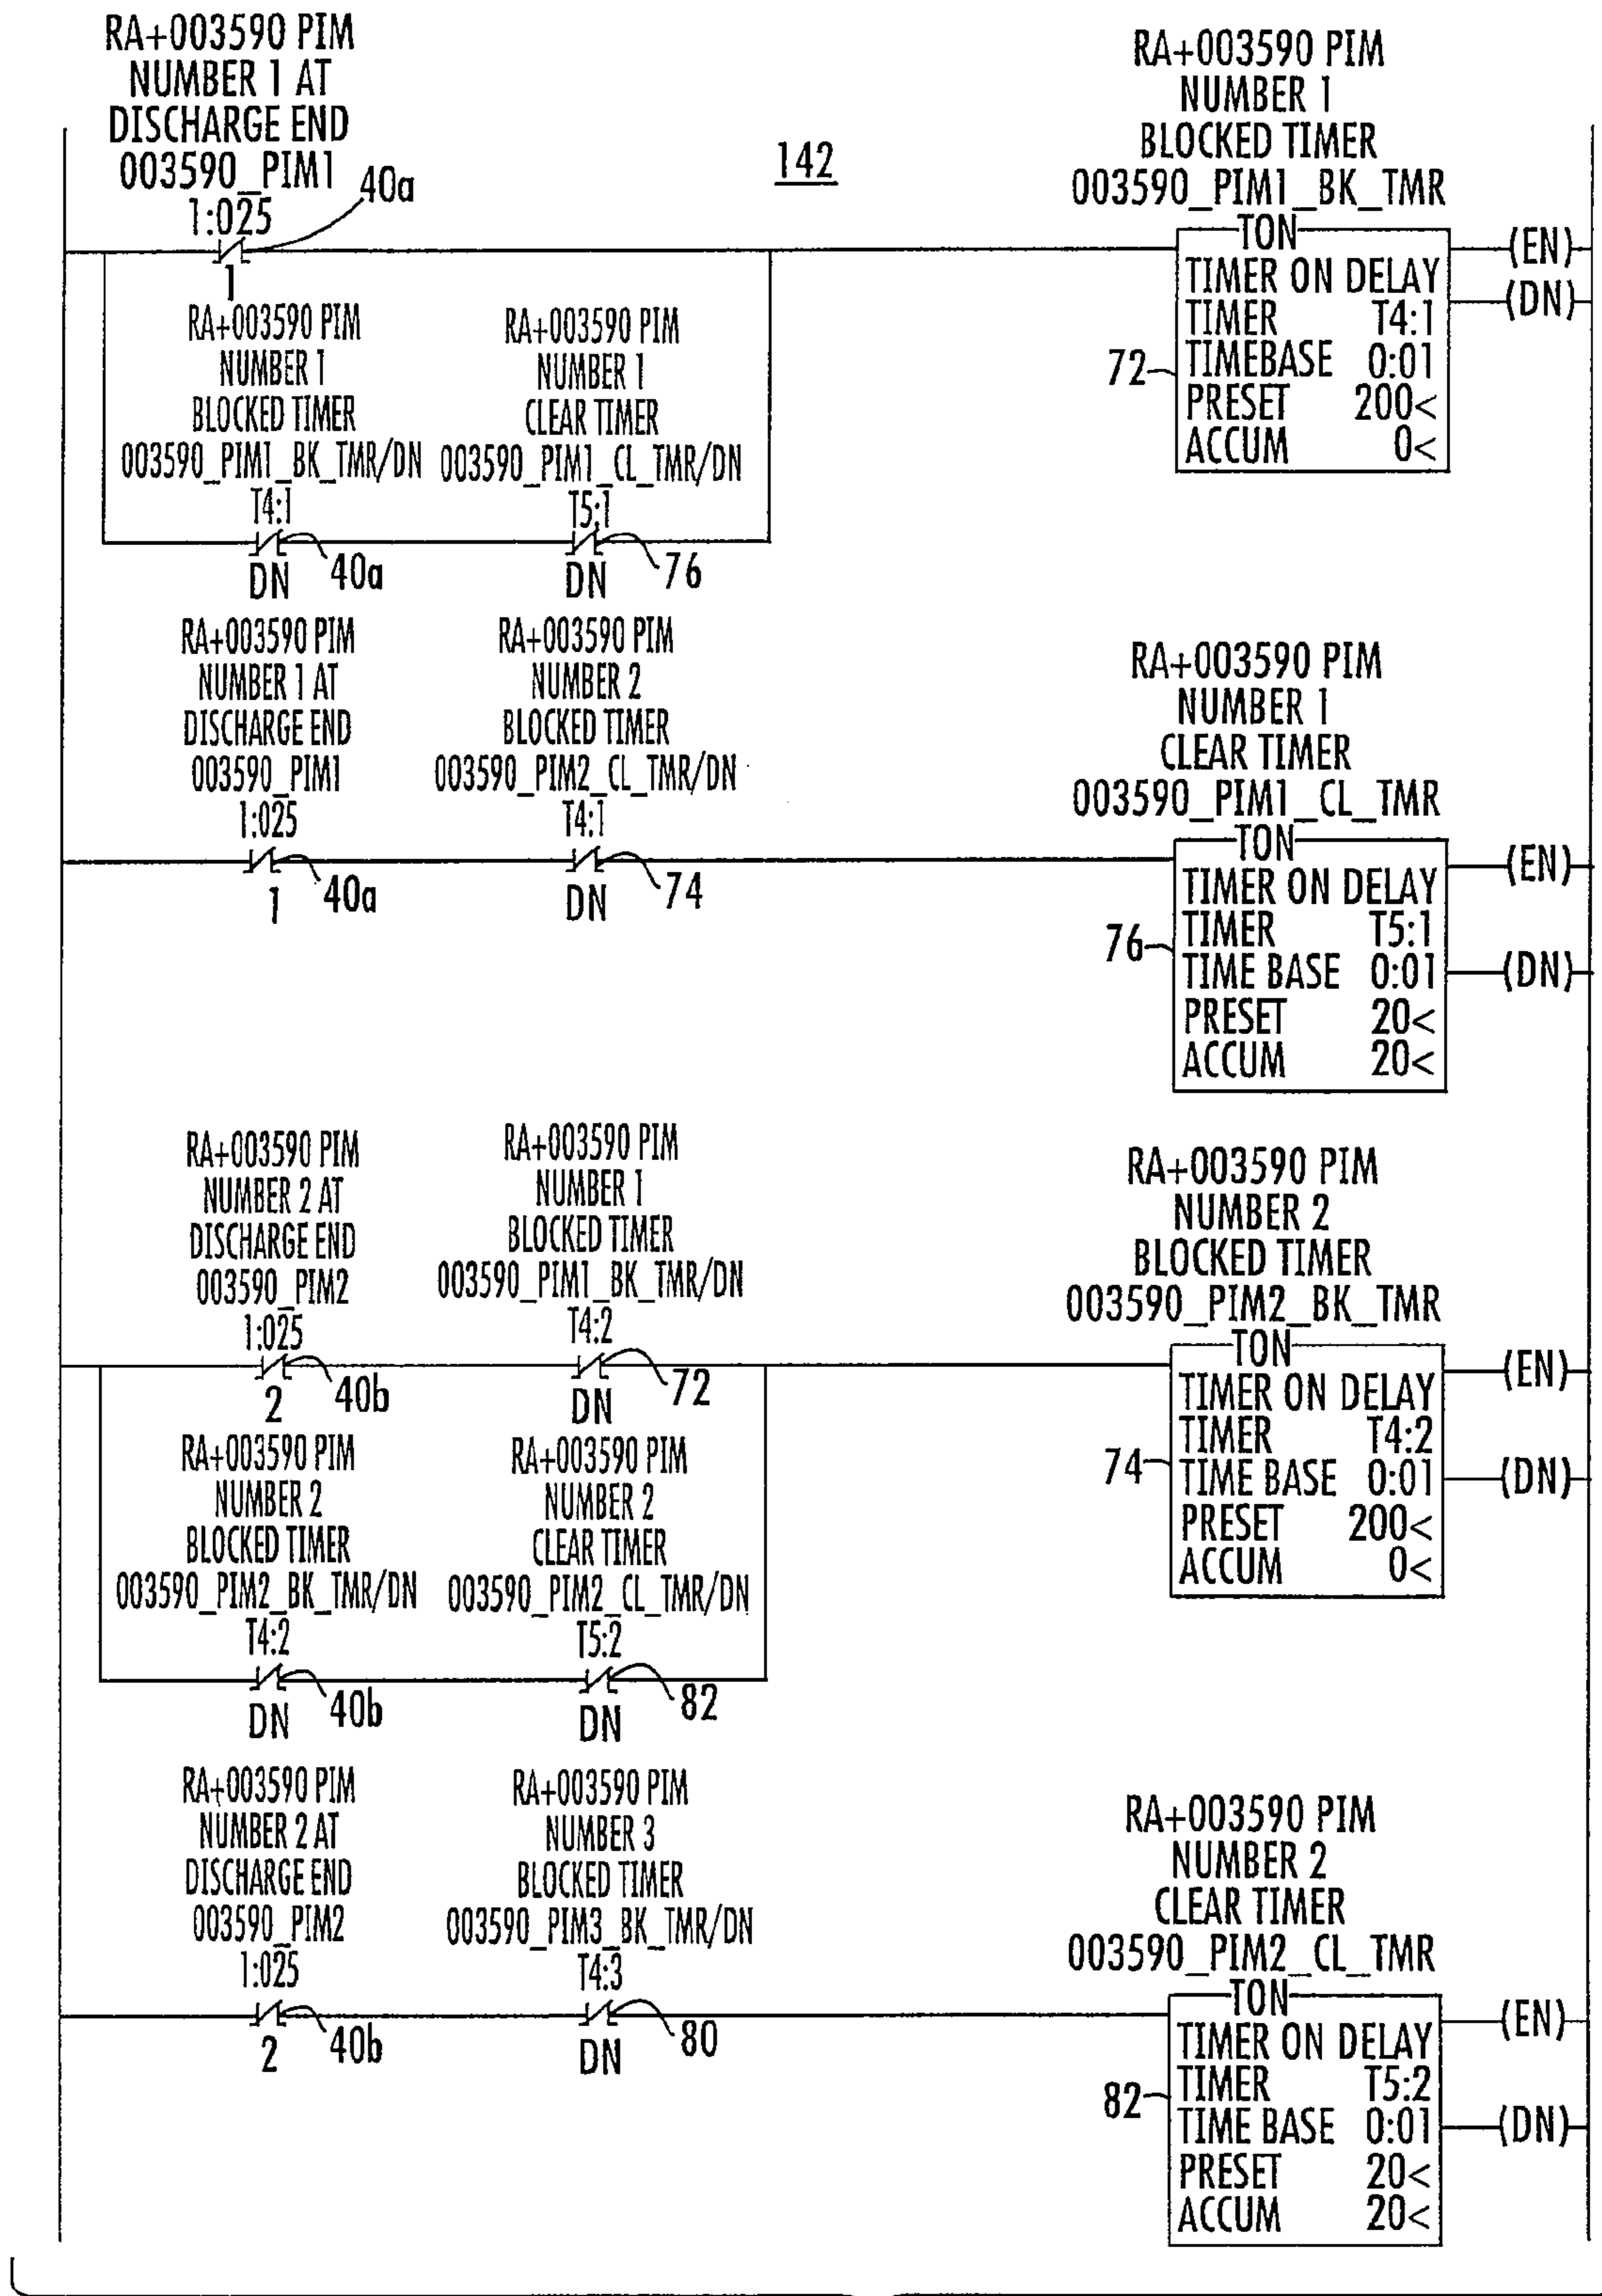 RA+003590 PIM
NUMBER 1 AT
DISCHARGE END
003590_PIM1
1:025
40a
1
142
RA+003590 PIM
NUMBER 1
BLOCKED TIMER
003590_PIM1_BK_TMR
TON
TIMER ON DELAY
TIMER T4:1
TIMEBASE 0:01
PRESET 200<
ACCUM 0<
(EN)
(DN)
72
RA+003590 PIM
NUMBER 1
BLOCKED TIMER
003590_PIM1_BK_TMR/DN
T4:1
DN
40a
RA+003590 PIM
NUMBER 1
CLEAR TIMER
003590_PIM1_CL_TMR/DN
T5:1
DN
76
RA+003590 PIM
NUMBER 1 AT
DISCHARGE END
003590_PIM1
1:025
1
40a
RA+003590 PIM
NUMBER 2
BLOCKED TIMER
003590_PIM2_CL_TMR/DN
T4:1
DN
74
RA+003590 PIM
NUMBER 1
CLEAR TIMER
003590_PIM1_CL_TMR
TON
TIMER ON DELAY
TIMER T5:1
TIME BASE 0:01
PRESET 20<
ACCUM 20<
(EN)
(DN)
76
RA+003590 PIM
NUMBER 2 AT
DISCHARGE END
003590_PIM2
1:025
2
40b
RA+003590 PIM
NUMBER 1
BLOCKED TIMER
003590_PIM1_BK_TMR/DN
T4:2
DN
72
RA+003590 PIM
NUMBER 2
BLOCKED TIMER
003590_PIM2_BK_TMR
TON
TIMER ON DELAY
TIMER T4:2
TIME BASE 0:01
PRESET 200<
ACCUM 0<
(EN)
(DN)
74
RA+003590 PIM
NUMBER 2
BLOCKED TIMER
003590_PIM2_BK_TMR/DN
T4:2
DN
40b
RA+003590 PIM
NUMBER 2
CLEAR TIMER
003590_PIM2_CL_TMR/DN
T5:2
DN
82
RA+003590 PIM
NUMBER 2 AT
DISCHARGE END
003590_PIM2
1:025
2
40b
RA+003590 PIM
NUMBER 3
BLOCKED TIMER
003590_PIM3_BK_TMR/DN
T4:3
DN
80
RA+003590 PIM
NUMBER 2
CLEAR TIMER
003590_PIM2_CL_TMR
TON
TIMER ON DELAY
TIMER T5:2
TIME BASE 0:01
PRESET 20<
ACCUM 20<
(EN)
(DN)
82